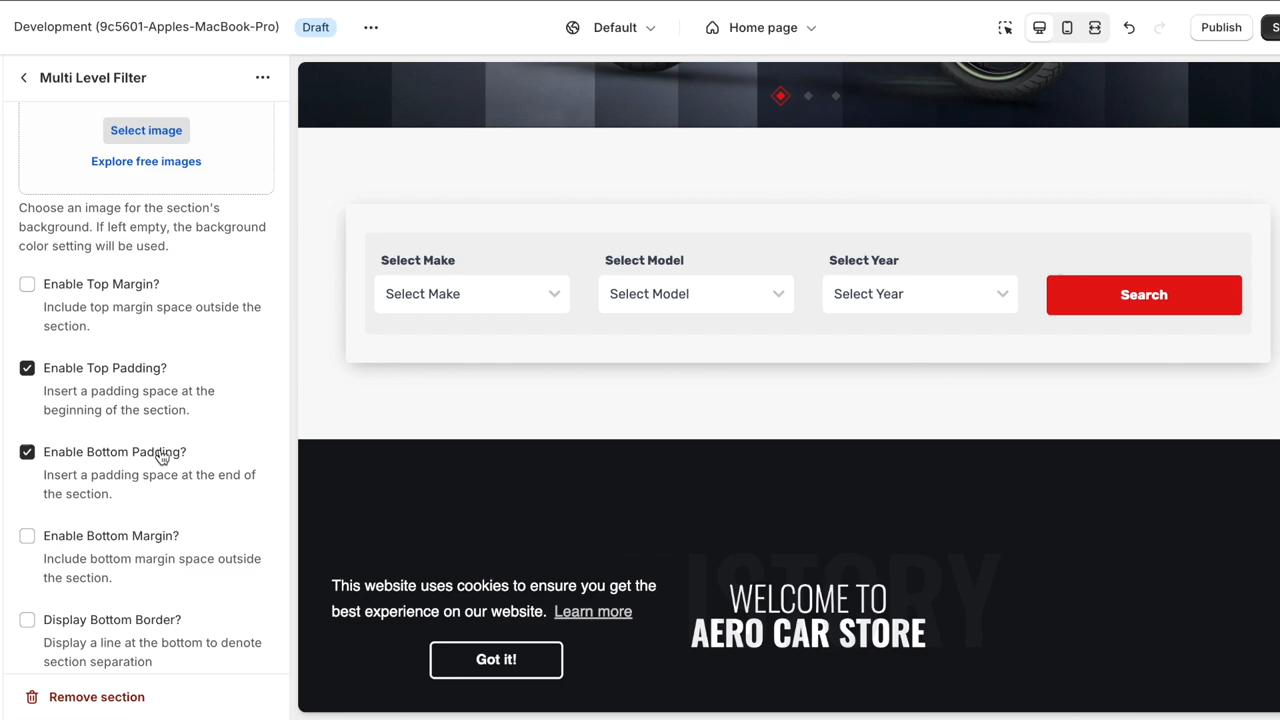 Development (9c5601-Apples-MacBook-Pro) Draft Default Home page Publish S
Multi Level Filter
Select image
Explore free images
Choose an image for the section's
background. If left empty, the background
color setting will be used.
Enable Top Margin?
Include top margin space outside the
section.
Enable Top Padding?
Insert a padding space at the
beginning of the section.
Enable Bottom Padding?
Insert a padding space at the end of
the section.
Enable Bottom Margin?
Include bottom margin space outside
the section.
Display Bottom Border?
Display a line at the bottom to denote
section separation
Remove section
Select Make Select Model Select Year
Select Make Select Model Select Year Search
ISTORY
WELCOME TO
AERO CAR STORE
This website uses cookies to ensure you get the
best experience on our website. Learn more
Got it!